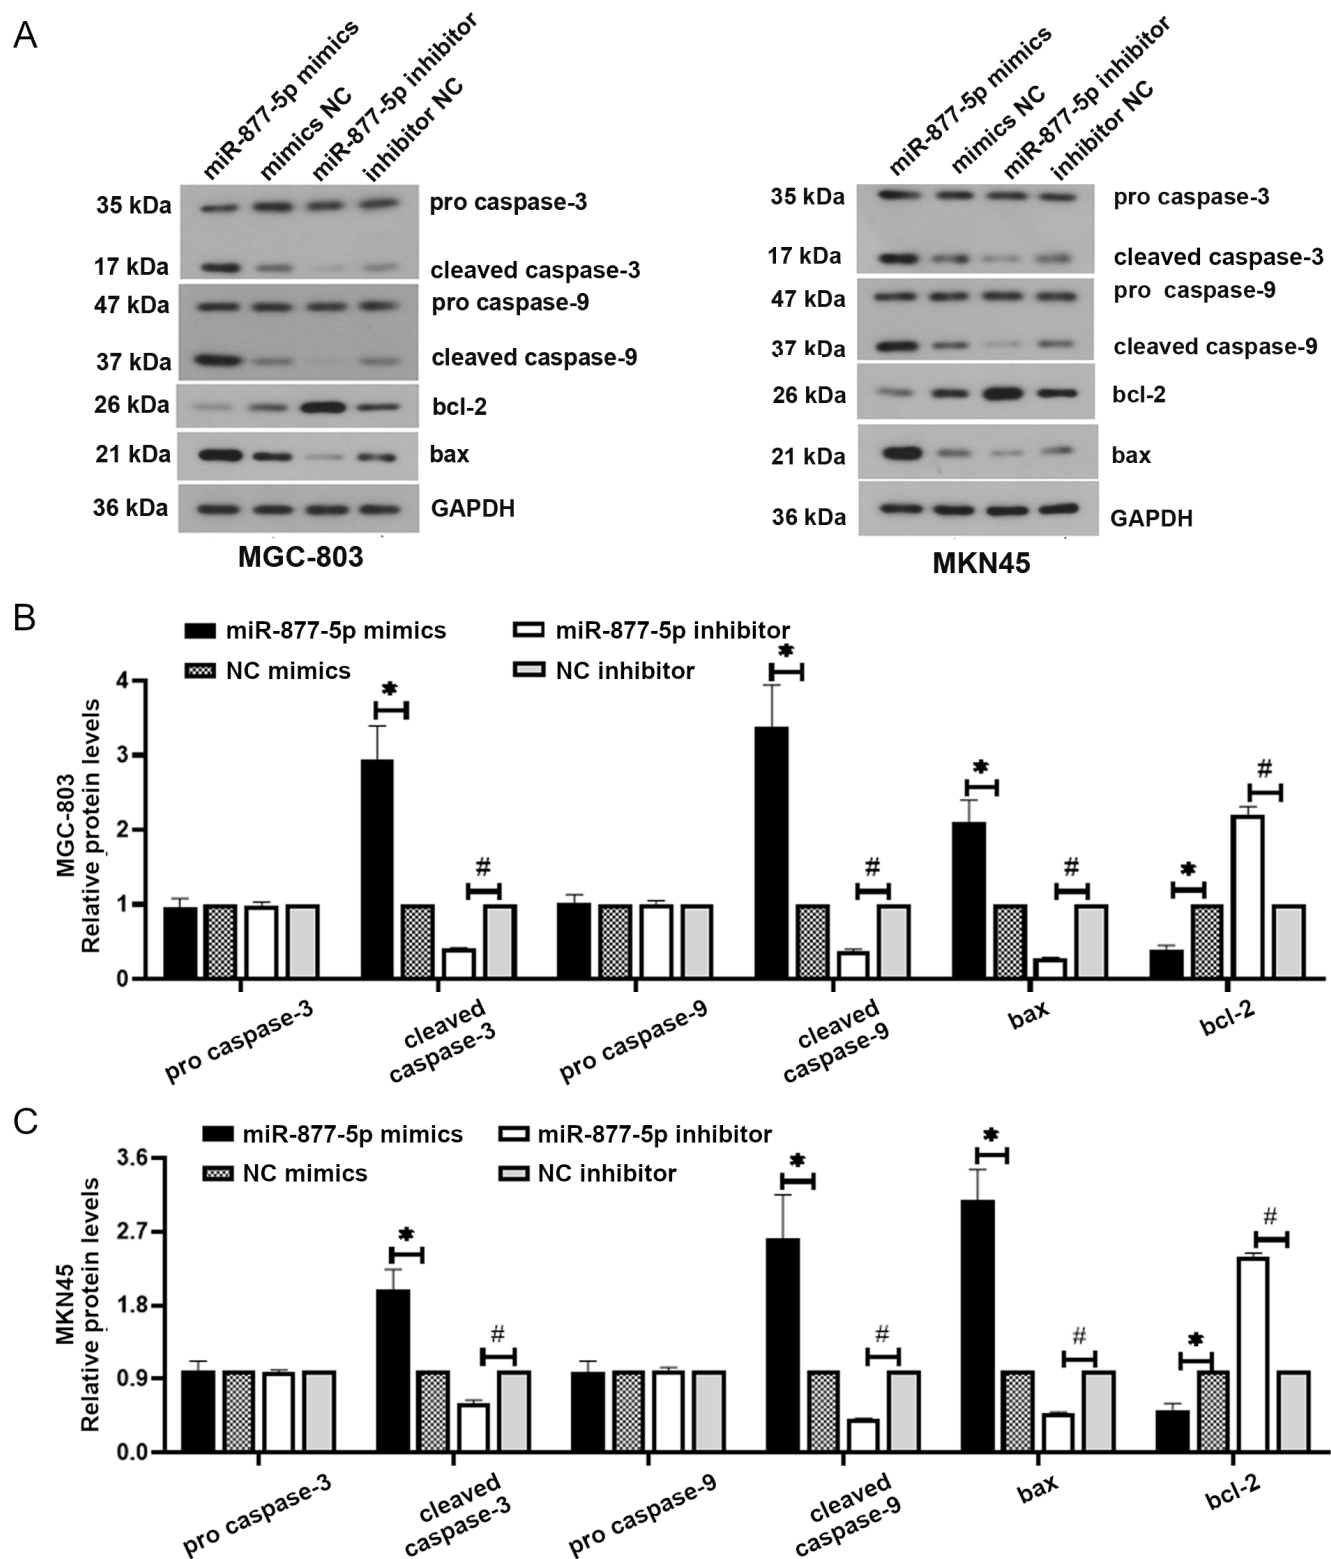 A
miR-877-5p mimics
mimics NC
miR-877-5p inhibitor
inhibitor NC
35 kDa
pro caspase-3
17 kDa
cleaved caspase-3
47 kDa
pro caspase-9
37 kDa
cleaved caspase-9
26 kDa
bcl-2
21 kDa
bax
36 kDa
GAPDH
MGC-803
miR-877-5p mimics
mimics NC
miR-877-5p inhibitor
inhibitor NC
35 kDa
pro caspase-3
17 kDa
cleaved caspase-3
47 kDa
pro caspase-9
37 kDa
cleaved caspase-9
26 kDa
bcl-2
21 kDa
bax
36 kDa
GAPDH
MKN45
B
miR-877-5p mimics
miR-877-5p inhibitor
NC mimics
NC inhibitor
MGC-803
Relative protein levels
4
3
2
1
0
*
#
*
#
*
#
*
#
pro caspase-3
cleaved
caspase-3
pro caspase-9
cleaved
caspase-9
bax
bcl-2
C
miR-877-5p mimics
miR-877-5p inhibitor
NC mimics
NC inhibitor
MKN45
Relative protein levels
3.6
2.7
1.8
0.9
0.0
*
#
*
#
*
#
*
#
pro caspase-3
cleaved
caspase-3
pro caspase-9
cleaved
caspase-9
bax
bcl-2